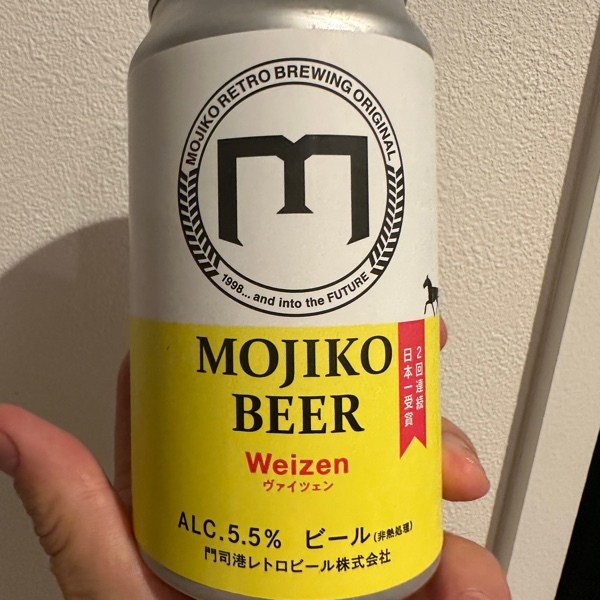 MOJIKO RETRO BREWING ORIGINAL
m
1998... and into the FUTURE
MOJIKO
BEER
2回連続
日本一受賞
Weizen
ヴァイツェン
ALC.5.5% ビール(非熱処理)
門司港レトロビール株式会社